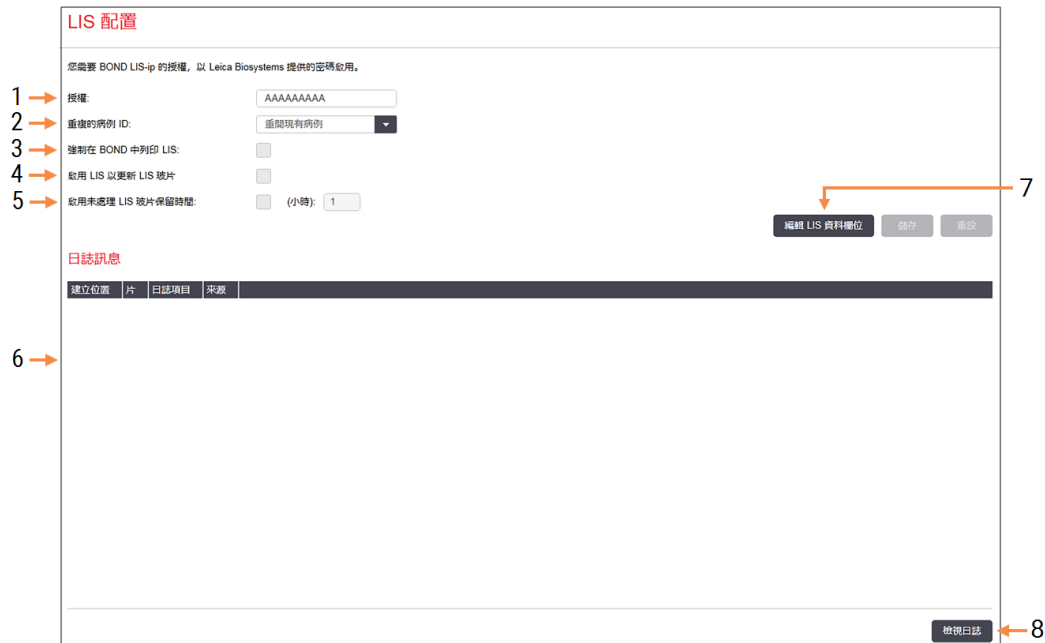 LIS 配置
您需要 BOND LIS-ip 的授權，以 Leica Biosystems 提供的密碼啟用。
1 授權: AAAAAAAAA
2 重複的病例 ID: 重開現有病例
3 強制在 BOND 中列印 LIS:
4 啟用 LIS 以更新 LIS 玻片
5 啟用未處理 LIS 玻片保留時間: (小時): 1
7
編輯 LIS 資料欄位 儲存 重設
日誌訊息
建立位置 片 日誌項目 來源
6
檢視日誌 8